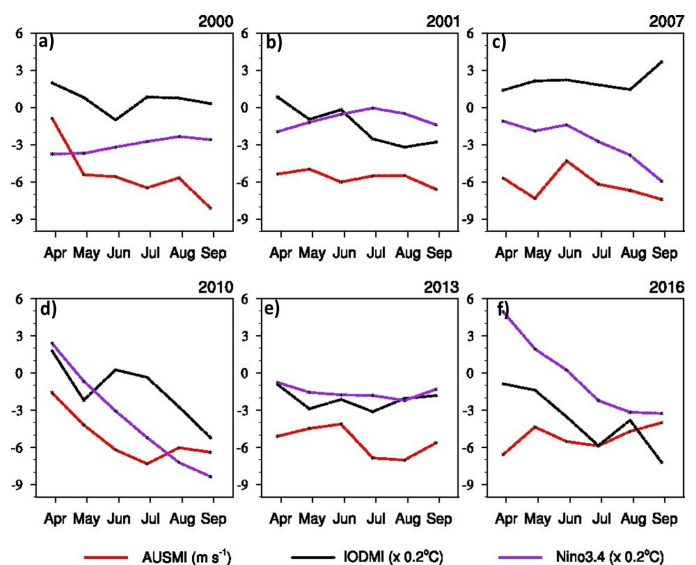 a) 2000
b) 2001
c) 2007
6
3
0
-3
-6
-9
Apr May Jun Jul Aug Sep
6
3
0
-3
-6
-9
Apr May Jun Jul Aug Sep
6
3
0
-3
-6
-9
Apr May Jun Jul Aug Sep
d) 2010
e) 2013
f) 2016
6
3
0
-3
-6
-9
Apr May Jun Jul Aug Sep
6
3
0
-3
-6
-9
Apr May Jun Jul Aug Sep
6
3
0
-3
-6
-9
Apr May Jun Jul Aug Sep
AUSMI (m s⁻¹) IODMI (x 0.2°C) Nino3.4 (x 0.2°C)